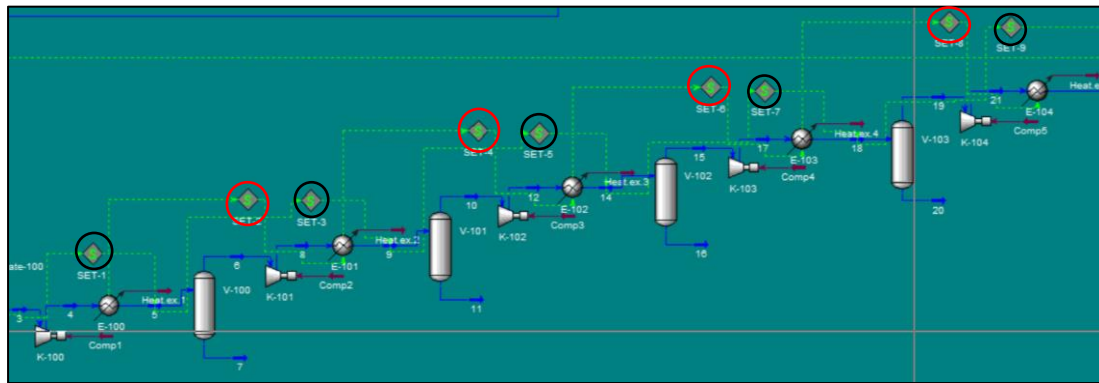 SET-8
SET-9
19
21
E-104
Heat.e
K-104
Comp5
SET-6
SET-7
17
Heat.ex.4
E-103
18
V-103
20
15
K-103
Comp4
SET-4
SET-5
12
Heat.ex.3
E-102
14
V-102
16
10
K-102
Comp3
SET-3
8
Heat.ex.2
E-101
9
V-101
11
6
K-101
Comp2
ate-100
SET-1
3
4
Heat.ex.1
E-100
5
V-100
7
K-100
Comp1